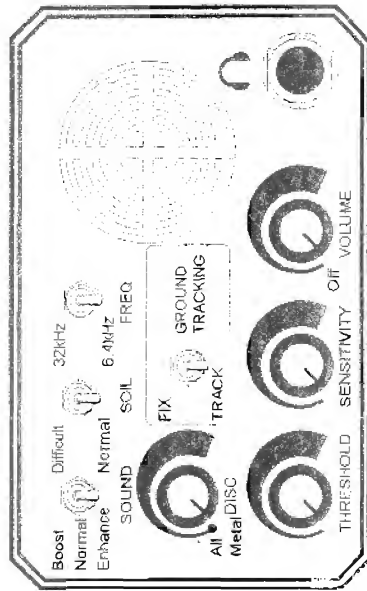 Boost
Normal
Enhance
SOUND
Difficult
Normal
SOIL
32kHz
6.4kHz
FREQ
FIX
TRACK
GROUND
TRACKING
All
Metal
DISC
THRESHOLD
SENSITIVITY
Off
VOLUME